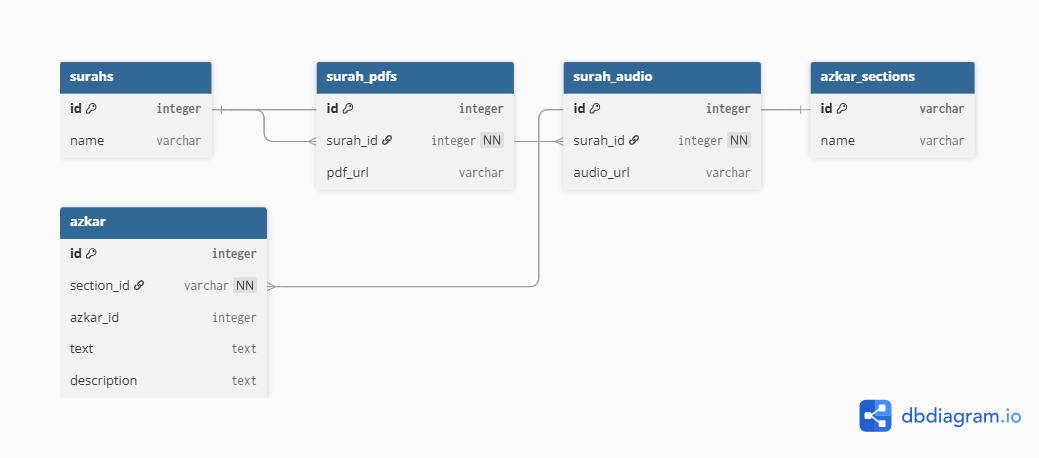 surahs
id integer
name varchar
surah_pdfs
id integer
surah_id integer NN
pdf_url varchar
surah_audio
id integer
surah_id integer NN
audio_url varchar
azkar_sections
id varchar
name varchar
azkar
id integer
section_id varchar NN
azkar_id integer
text text
description text
dbdiagram.io